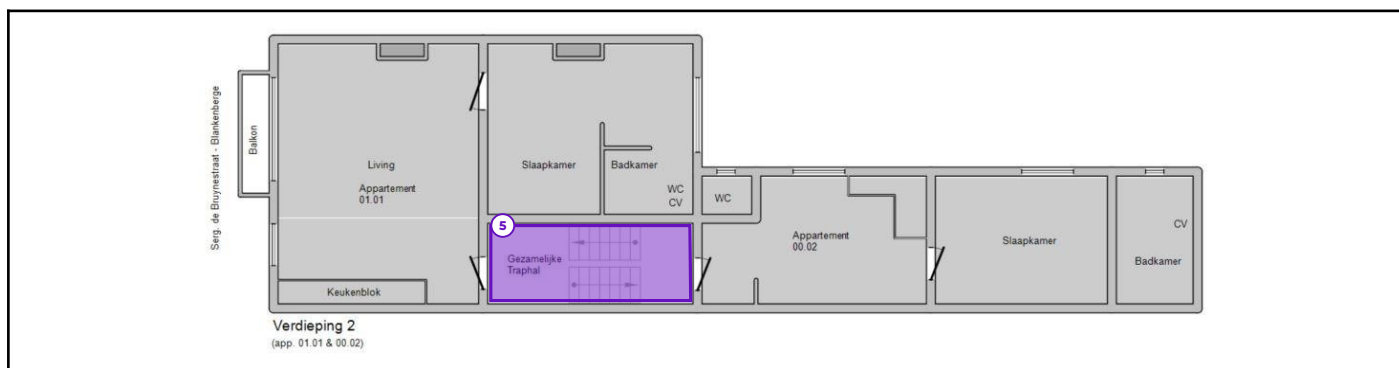 Serg. de Bruynestraat - Blankenberge
Balkon
Living
Appartement
01.01
Keukenblok
Slaapkamer
Badkamer
WC
CV
5
Gezamelijke
Traphal
WC
Appartement
00.02
Slaapkamer
CV
Badkamer
Verdieping 2
(app. 01.01 & 00.02)